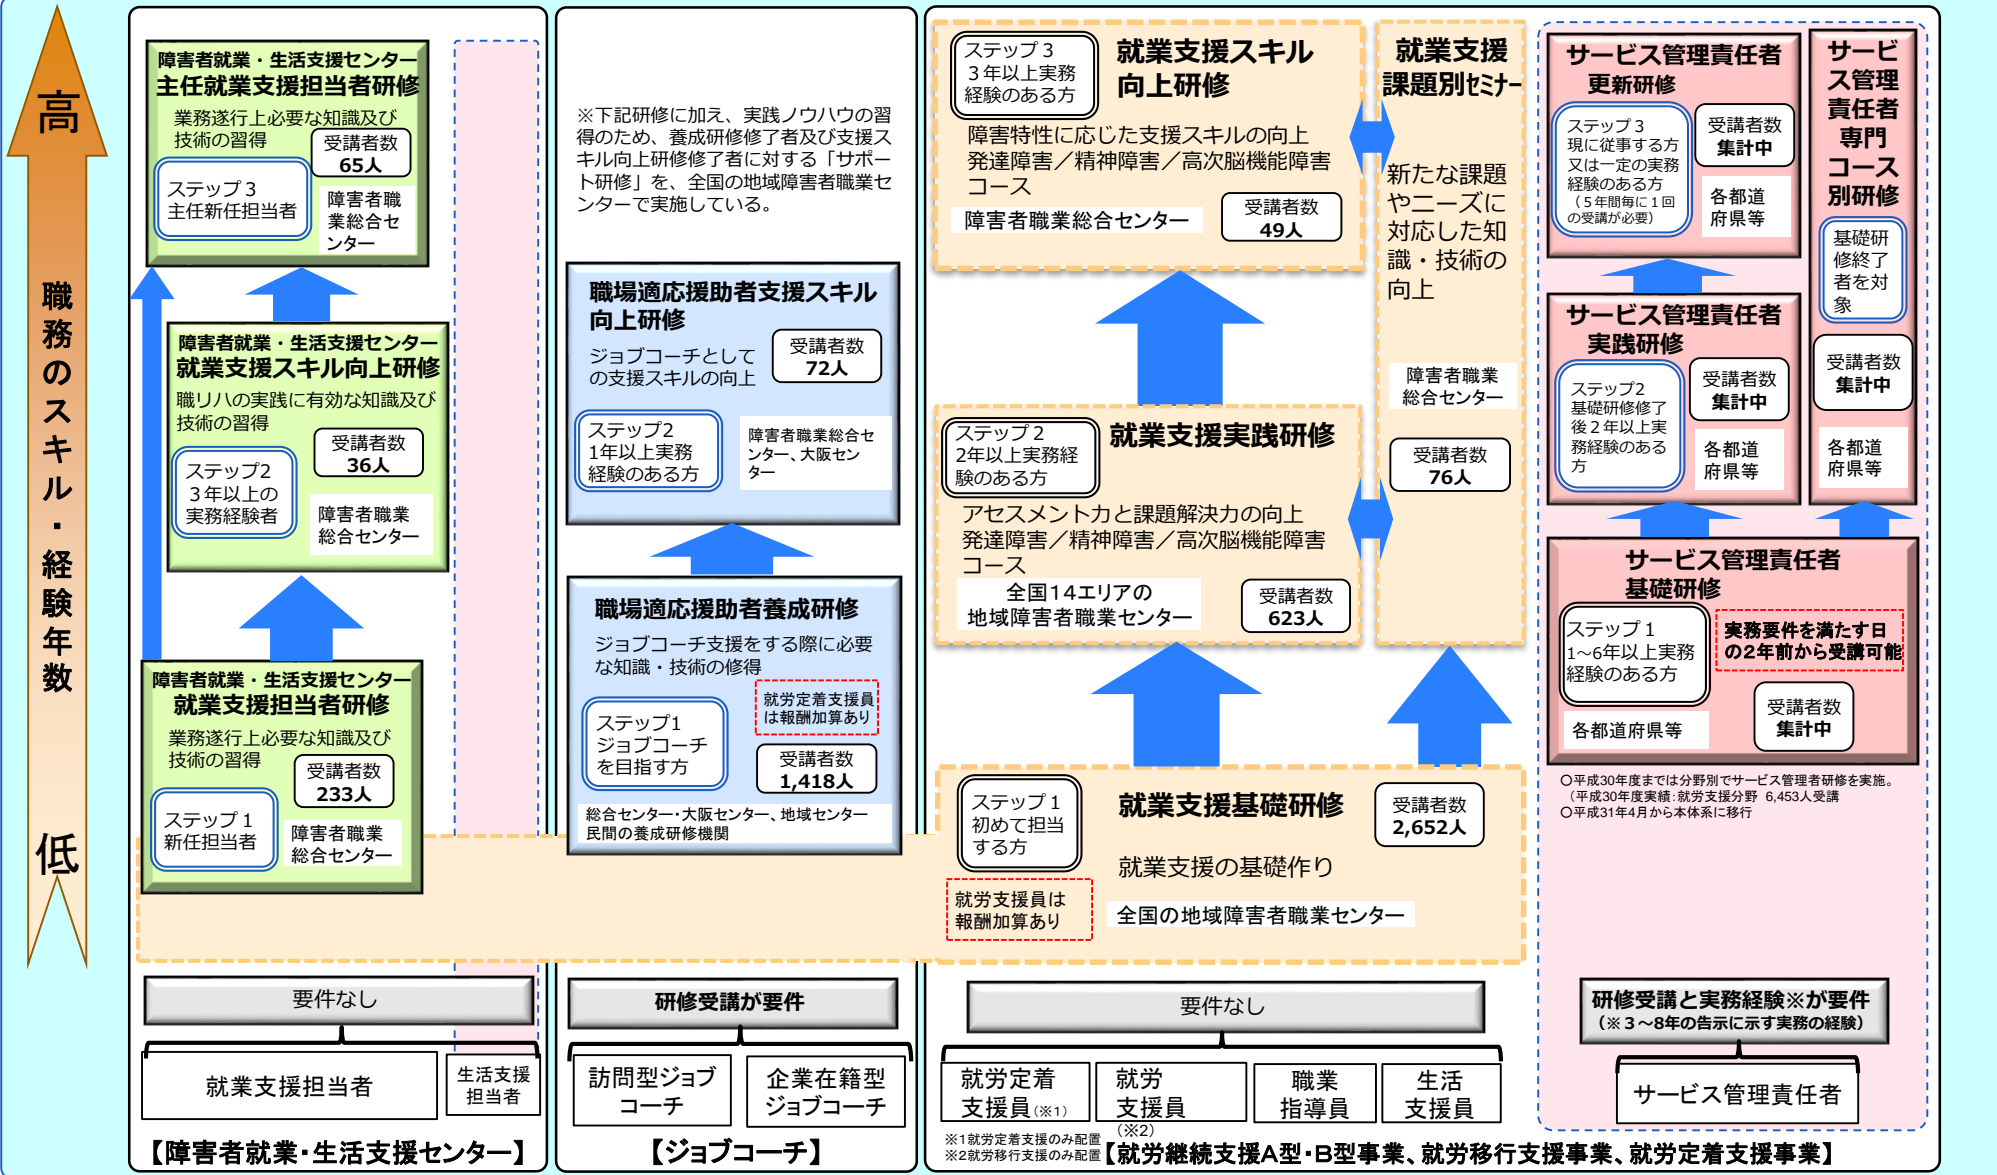 高
職務のスキル・経験年数
低
障害者就業・生活支援センター
主任就業支援担当者研修
業務遂行上必要な知識及び
技術の習得
受講者数
65人
ステップ3
主任新任担当者
障害者職
業総合セ
ンター
障害者就業・生活支援センター
就業支援スキル向上研修
職リハの実践に有効な知識及び
技術の習得
受講者数
36人
ステップ2
３年以上の
実務経験者
障害者職業
総合センター
障害者就業・生活支援センター
就業支援担当者研修
業務遂行上必要な知識及び
技術の習得
受講者数
233人
ステップ1
新任担当者
障害者職業
総合センター
要件なし
就業支援担当者
生活支援
担当者
【障害者就業・生活支援センター】
※下記研修に加え、実践ノウハウの習
得のため、養成研修修了者及び支援ス
キル向上研修修了者に対する「サポー
ト研修」を、全国の地域障害者職業セ
ンターで実施している。
職場適応援助者支援スキル
向上研修
ジョブコーチとして
の支援スキルの向上
受講者数
72人
ステップ2
1年以上実務
経験のある方
障害者職業総合セ
ンター、大阪セン
ター
職場適応援助者養成研修
ジョブコーチ支援をする際に必要
な知識・技術の修得
就労定着支援員
は報酬加算あり
ステップ1
ジョブコーチ
を目指す方
受講者数
1,418人
総合センター・大阪センター、地域センター
民間の養成研修機関
研修受講が要件
訪問型ジョブ
コーチ
企業在籍型
ジョブコーチ
【ジョブコーチ】
ステップ3
３年以上実務
経験のある方
就業支援スキル
向上研修
障害特性に応じた支援スキルの向上
発達障害／精神障害／高次脳機能障害
コース
障害者職業総合センター
受講者数
49人
ステップ2
2年以上実務経
験のある方
就業支援実践研修
アセスメント力と課題解決力の向上
発達障害／精神障害／高次脳機能障害
コース
全国14エリアの
地域障害者職業センター
受講者数
623人
就業支援
課題別セミナー
新たな課題
やニーズに
対応した知
識・技術の
向上
障害者職業
総合センター
受講者数
76人
ステップ1
初めて担当
する方
就業支援基礎研修
受講者数
2,652人
就業支援の基礎作り
就労支援員は
報酬加算あり
全国の地域障害者職業センター
要件なし
就労定着
支援員(※1)
就労
支援員
(※2)
職業
指導員
生活
支援員
※1就労定着支援のみ配置
※2就労移行支援のみ配置
【就労継続支援A型・B型事業、就労移行支援事業、就労定着支援事業】
サービス管理責任者
更新研修
ステップ3
現に従事する方
又は一定の実務
経験のある方
（５年間毎に１回
の受講が必要）
受講者数
集計中
各都道
府県等
サービス管理責任者
実践研修
ステップ2
基礎研修修了
後２年以上実
務経験のある
方
受講者数
集計中
各都道
府県等
サービ
ス管理
責任者
専門
コース
別研修
基礎研
修終了
者を対
象
受講者数
集計中
各都道
府県等
サービス管理責任者
基礎研修
ステップ1
1～6年以上実務
経験のある方
実務要件を満たす日
の2年前から受講可能
各都道府県等
受講者数
集計中
○平成30年度までは分野別でサービス管理者研修を実施。
（平成30年度実績：就労支援分野 6,453人受講
○平成31年4月から本体系に移行
研修受講と実務経験※が要件
（※３～8年の告示に示す実務の経験）
サービス管理責任者